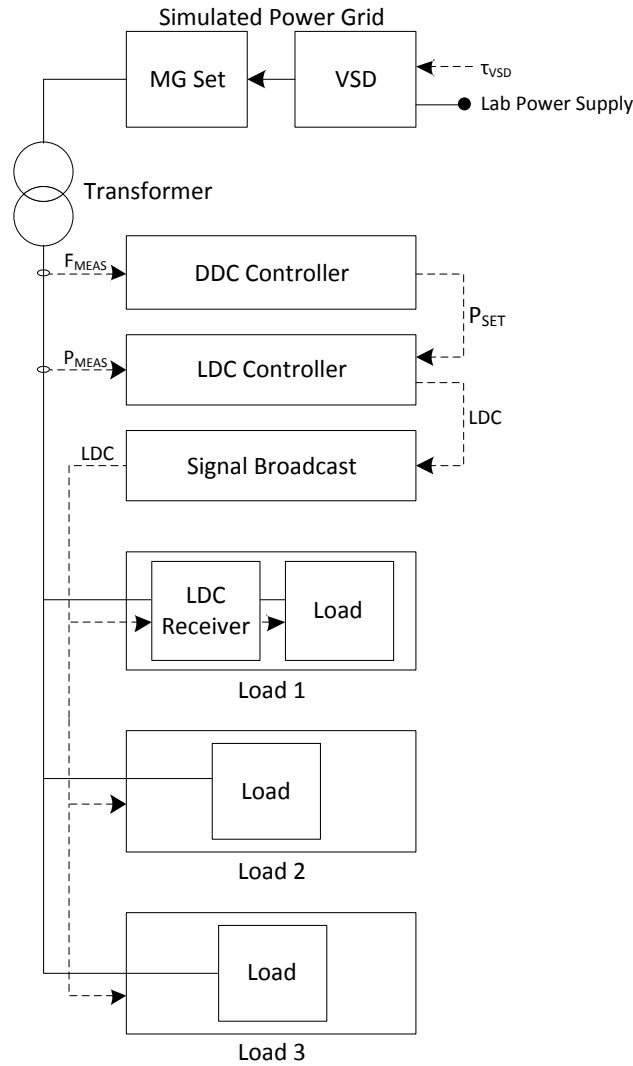 Simulated Power Grid
MG Set
VSD
τVSD
Lab Power Supply
Transformer
FMEAS
DDC Controller
PSET
PMEAS
LDC Controller
LDC
LDC
Signal Broadcast
LDC
Receiver
Load
Load 1
Load
Load 2
Load
Load 3